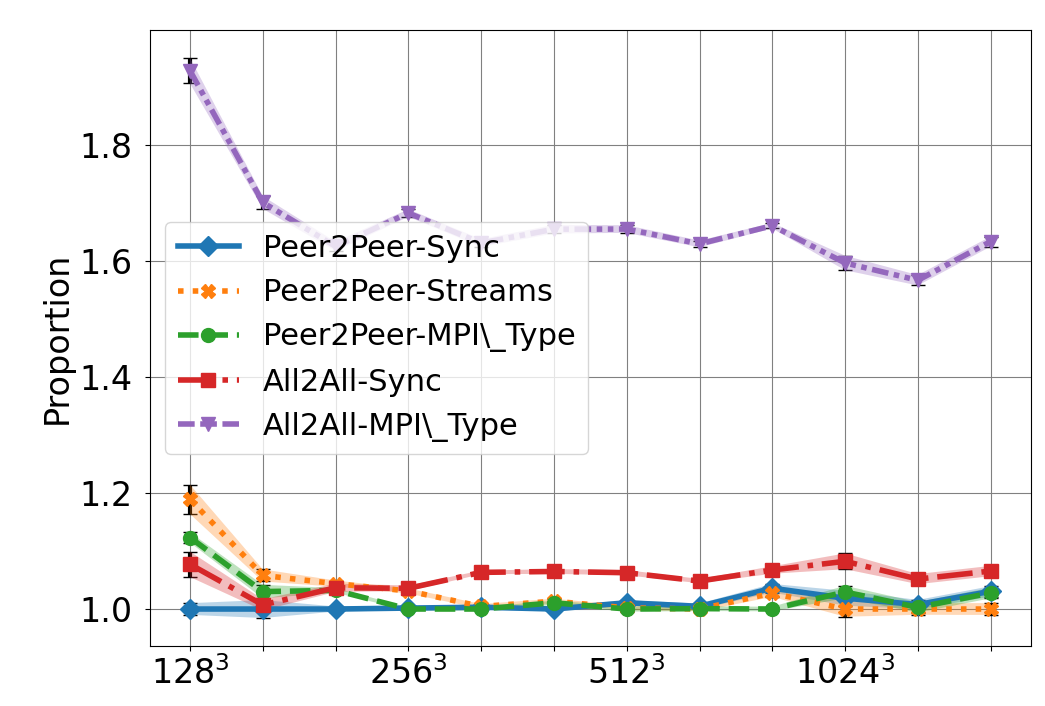 Proportion
1.8
1.6
1.4
1.2
1.0
Peer2Peer-Sync
Peer2Peer-Streams
Peer2Peer-MPI\_Type
All2All-Sync
All2All-MPI\_Type
128³ 256³ 512³ 1024³